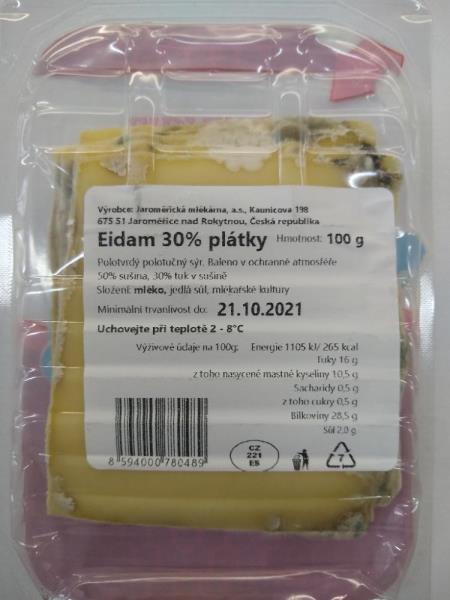 Výrobce: Jaroměřická mlékárna, a.s., Kaunicova 198
675 51 Jaroměřice nad Rokytnou, Česká republika
Eidam 30% plátky Hmotnost: 100 g
Polotvrdý polotučný sýr. Baleno v ochranné atmosféře
50% sušina, 30% tuk v sušině
Složení: mléko, jedlá sůl, mlékařské kultury
Minimální trvanlivost do: 21.10.2021
Uchovejte při teplotě 2 - 8°C
Výživové údaje na 100g: Energie 1105 kJ/ 265 kcal
Tuky 16 g
z toho nasycené mastné kyseliny 10,5 g
Sacharidy 0,5 g
z toho cukry 0,5 g
Bílkoviny 28,5 g
Sůl 2,0 g
8 594000 780489
CZ
221
ES
7